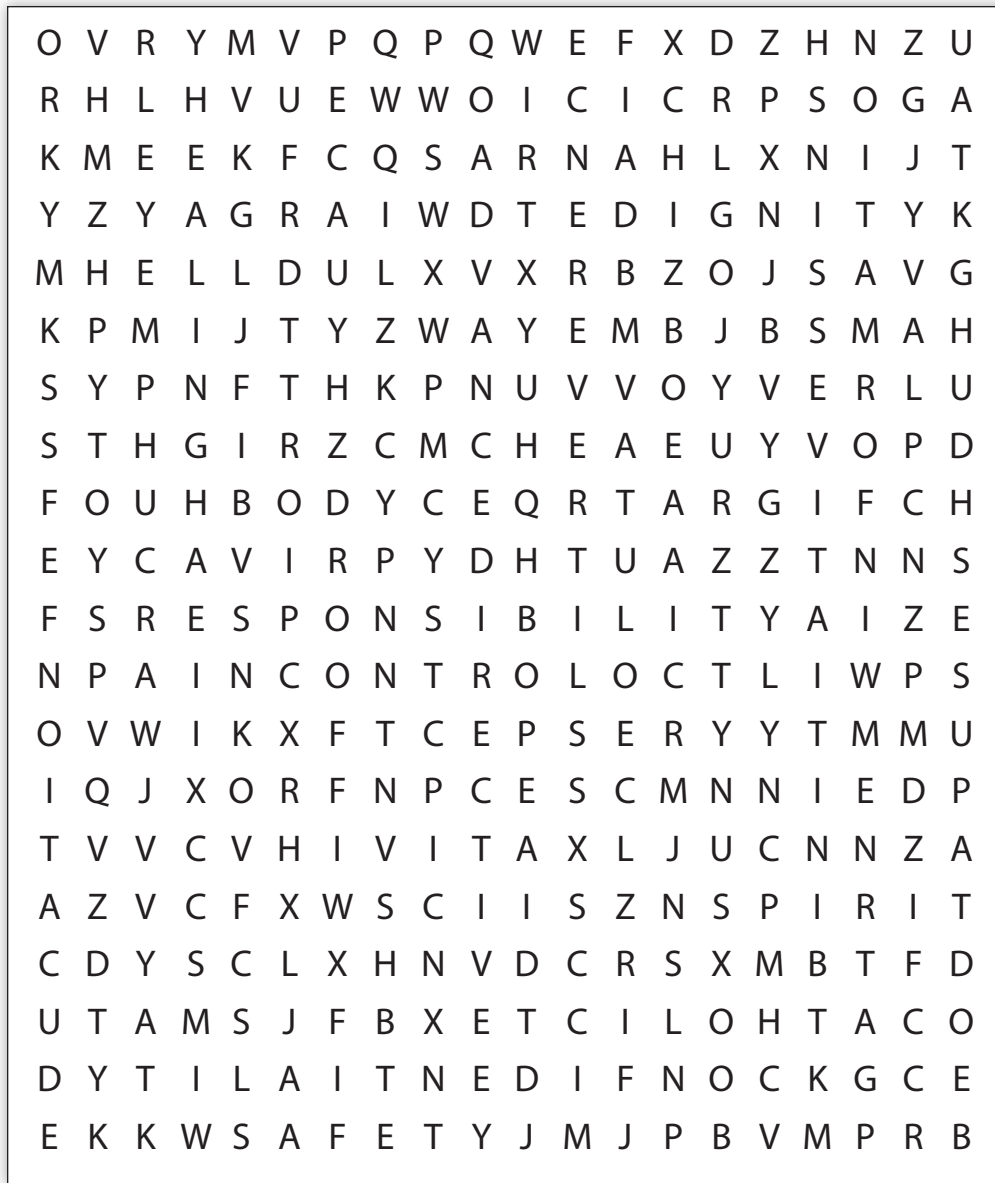 O V R Y M V P Q P Q W E F X D Z H N Z U
R H L H V U E W W O I C I C R P S O G A
K M E E K F C Q S A R N A H L X N I J T
Y Z Y A G R A I W D T E D I G N I T Y K
M H E L L D U L X V X R B Z O J S A V G
K P M I J T Y Z W A Y E M B J B S M A H
S Y P N F T H K P N U V V O Y V E R L U
S T H G I R Z C M C H E A E U Y V O P D
F O U H B O D Y C E Q R T A R G I F C H
E Y C A V I R P Y D H T U A Z Z T N N S
F S R E S P O N S I B I L I T Y A I Z E
N P A I N C O N T R O L O C T L I W P S
O V W I K X F T C E P S E R Y Y T M M U
I Q J X O R F N P C E S C M N N I E D P
T V V C V H I V I T A X L J U C N N Z A
A Z V C F X W S C I I S Z N S P I R I T
C D Y S C L X H N V D C R S X M B T F D
U T A M S J F B X E T C I L O H T A C O
D Y T I L A I T N E D I F N O C K G C E
E K K W S A F E T Y J M J P B V M P R B